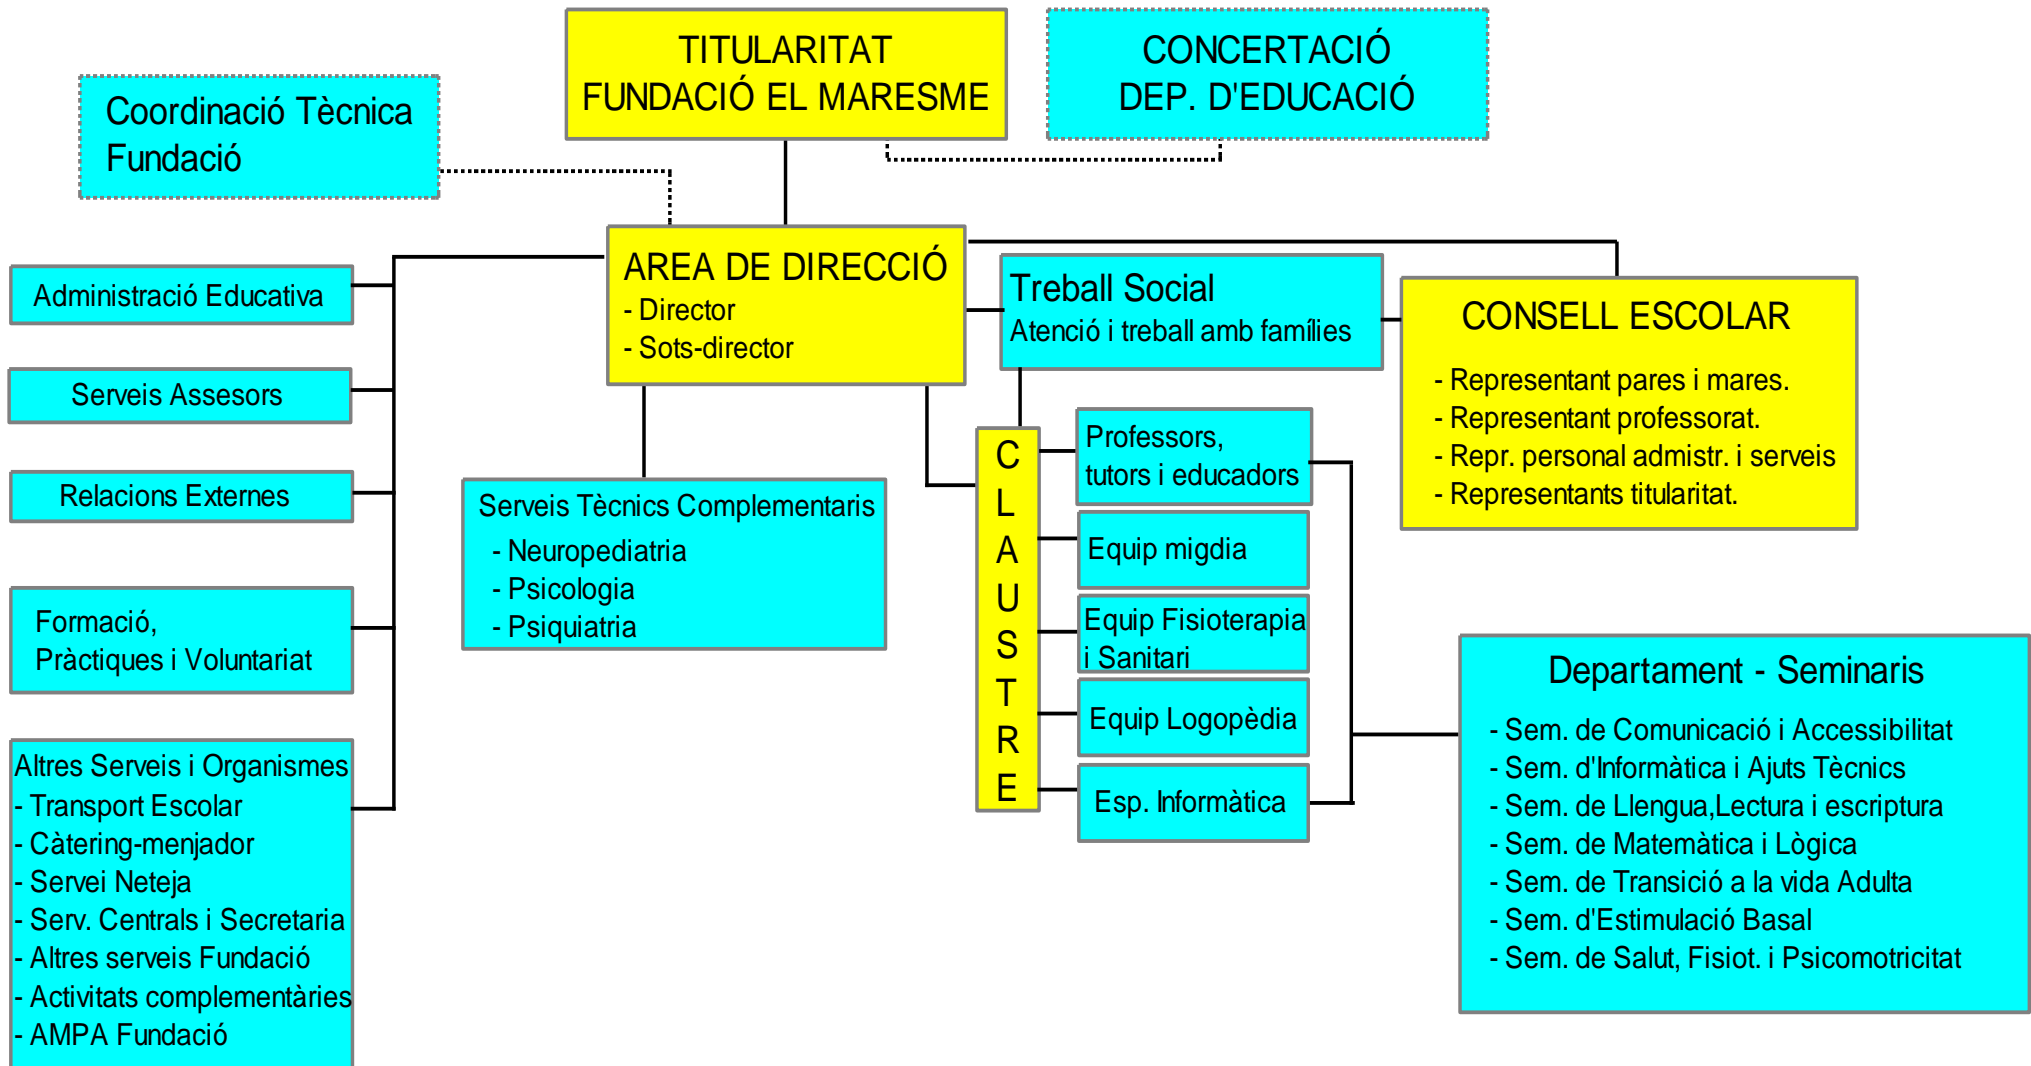 TITULARITAT
FUNDACIÓ EL MARESME
CONCERTACIÓ
DEP. D'EDUCACIÓ
Coordinació Tècnica
Fundació
AREA DE DIRECCIÓ
- Director
- Sots-director
Treball Social
Atenció i treball amb famílies
CONSELL ESCOLAR
- Representant pares i mares.
- Representant professorat.
- Repr. personal admistr. i serveis
- Representants titularitat.
Administració Educativa
Serveis Assesors
Relacions Externes
Formació,
Pràctiques i Voluntariat
Altres Serveis i Organismes
- Transport Escolar
- Càtering-menjador
- Servei Neteja
- Serv. Centrals i Secretaria
- Altres serveis Fundació
- Activitats complementàries
- AMPA Fundació
Serveis Tècnics Complementaris
- Neuropediatria
- Psicologia
- Psiquiatria
C
L
A
U
S
T
R
E
Professors,
tutors i educadors
Equip migdia
Equip Fisioterapia
i Sanitari
Equip Logopèdia
Esp. Informàtica
Departament - Seminaris
- Sem. de Comunicació i Accessibilitat
- Sem. d'Informàtica i Ajuts Tècnics
- Sem. de Llengua,Lectura i escriptura
- Sem. de Matemàtica i Lògica
- Sem. de Transició a la vida Adulta
- Sem. d'Estimulació Basal
- Sem. de Salut, Fisiot. i Psicomotricitat